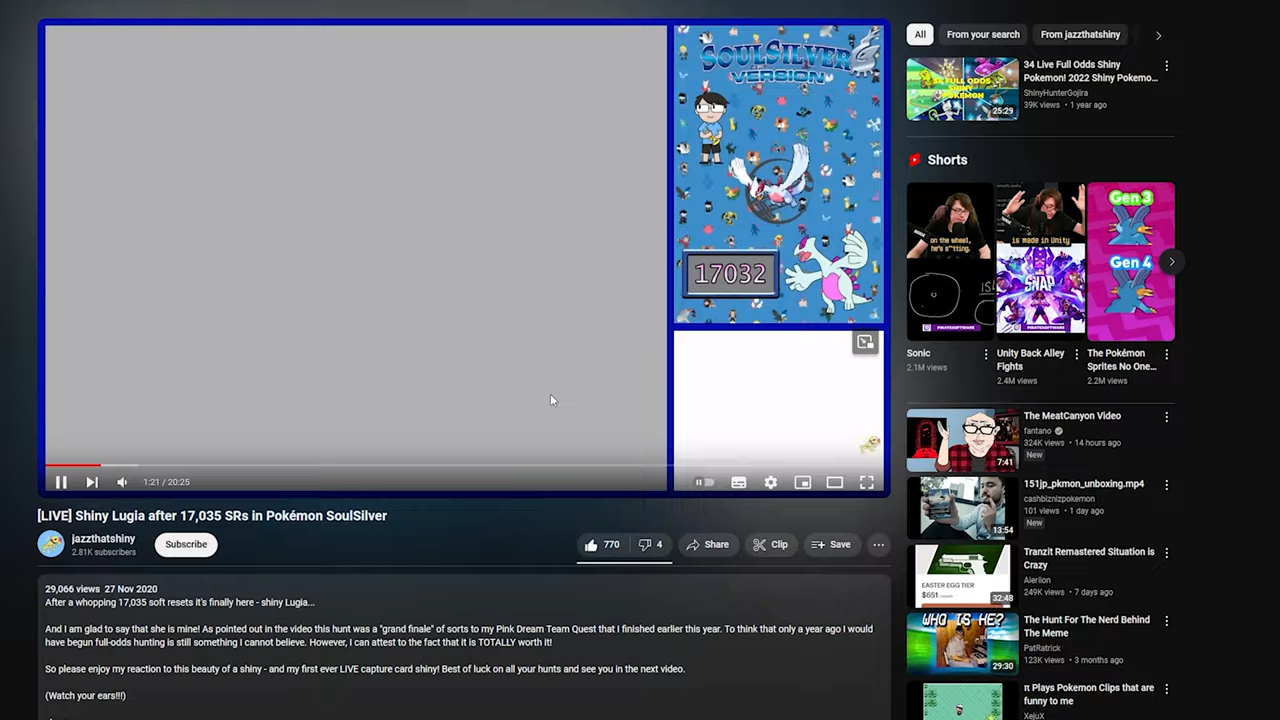 SOULSILVER
VERSION
17032
1:21 / 20:25
[LIVE] Shiny Lugia after 17,035 SRs in Pokémon SoulSilver
jazzthatshiny
2.81K subscribers
Subscribe
770
4
Share
Clip
Save
29,066 views 27 Nov 2020
After a whopping 17,035 soft resets it's finally here - shiny Lugia...
And I am glad to say that she is mine! As pointed out in the video this hunt was a "grand finale" of sorts to my Pink Dream Team Quest that I finished earlier this year. To think that only a year ago I would
have begun full-odds hunting is still something I cannot believe. However, I can attest to the fact that it is TOTALLY worth it!
So please enjoy my reaction to this beauty of a shiny - and my first ever LIVE capture card shiny! Best of luck on all your hunts and see you in the next video.
(Watch your ears!!!)
All
From your search
From jazzthatshiny
34 FULL ODDS
SHINY
POKEMON
25:29
34 Live Full Odds Shiny
Pokemon! 2022 Shiny Pokemo...
ShinyHunterGojira
39K views • 1 year ago
Shorts
on the wheel,
he's s*tting.
PIRATESOFTWARE
is made in Unity
SNAP
PIRATESOFTWARE
Gen 3
Gen 4
Sonic
2.1M views
Unity Back Alley
Fights
2.4M views
The Pokémon
Sprites No One...
2.2M views
7:41
The MeatCanyon Video
fantano
324K views • 14 hours ago
New
13:54
151jp_pkmon_unboxing.mp4
cashbiznizpokemon
101 views • 1 day ago
New
EASTER EGG TIER
$651
32:48
Tranzit Remastered Situation is
Crazy
Aierilon
249K views • 7 days ago
WHO IS HE?
29:30
The Hunt For The Nerd Behind
The Meme
PatRatrick
123K views • 3 months ago
π Plays Pokemon Clips that are
funny to me
XejuX